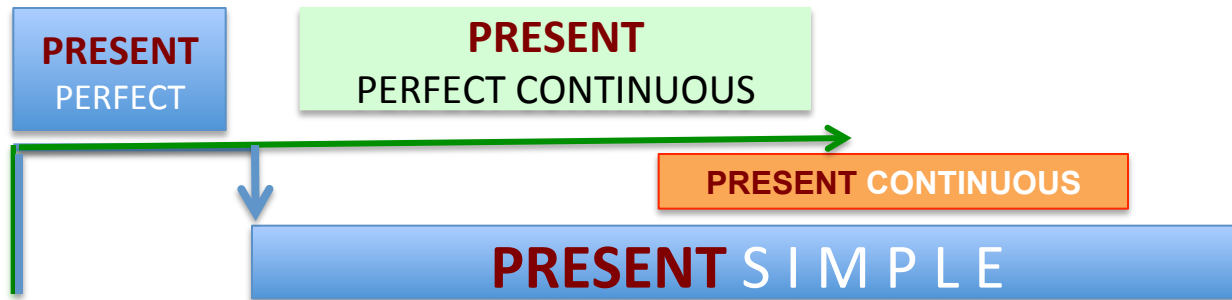 PRESENT
PERFECT
PRESENT
PERFECT CONTINUOUS
PRESENT CONTINUOUS
PRESENT S I M P L E